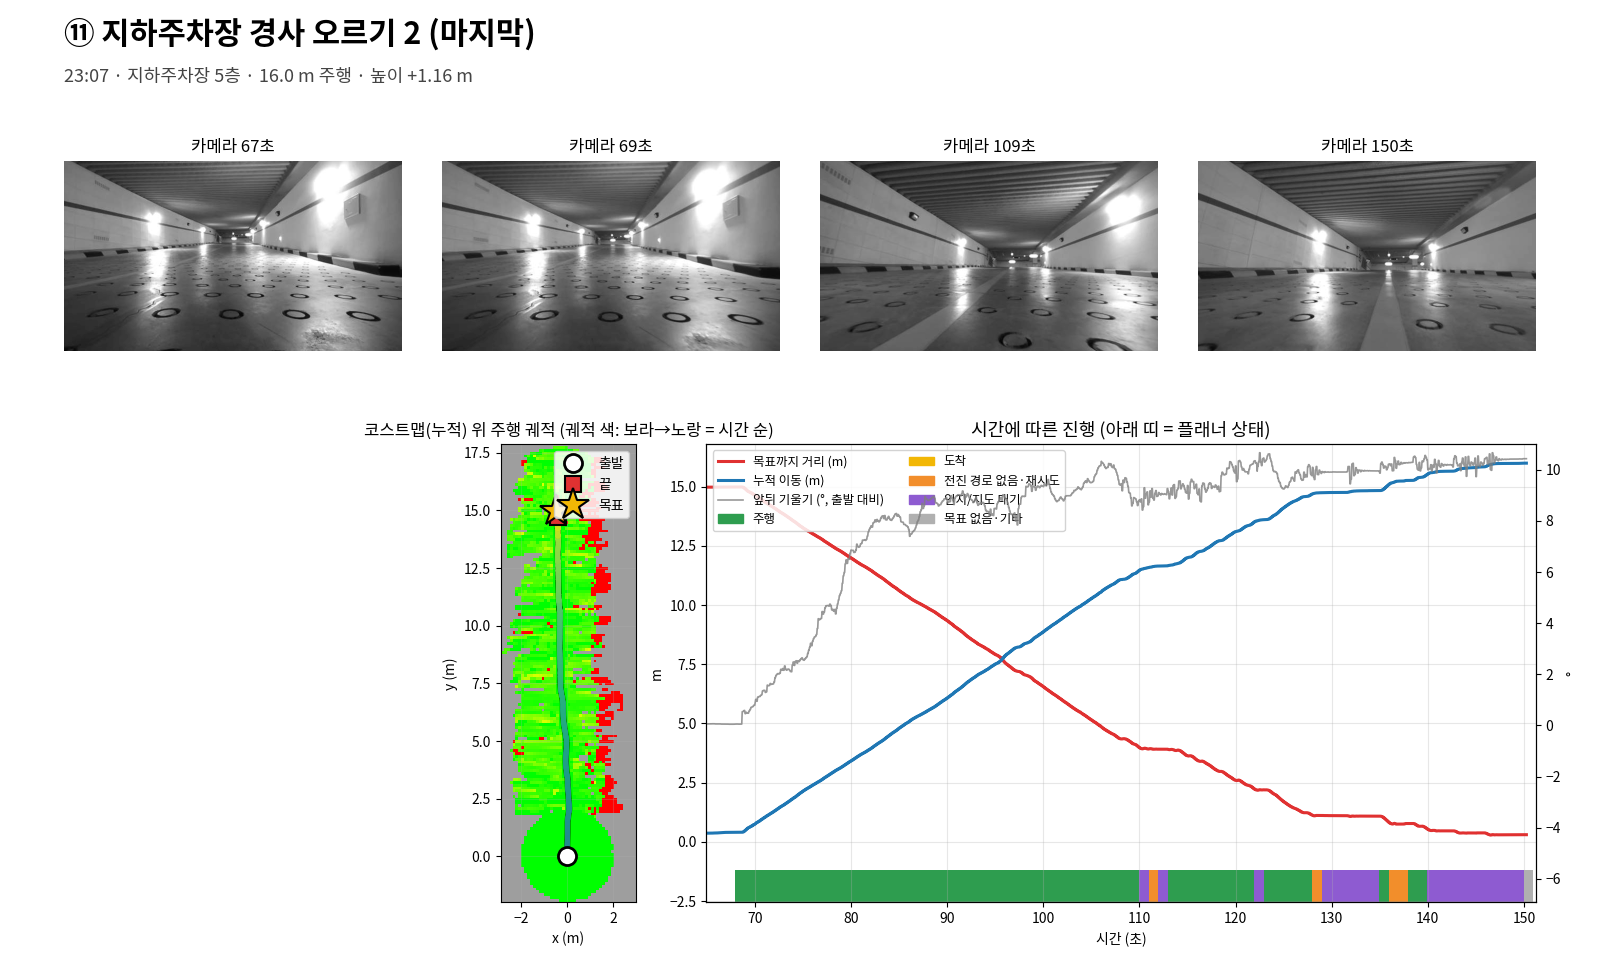 ⑪ 지하주차장 경사 오르기 2 (마지막)
23:07 · 지하주차장 5층 · 16.0 m 주행 · 높이 +1.16 m
카메라 67초
카메라 69초
카메라 109초
카메라 150초
코스트맵(누적) 위 주행 궤적 (궤적 색: 보라→노랑 = 시간 순)
17.5
15.0
12.5
10.0
7.5
5.0
2.5
0.0
y (m)
−2
0
2
x (m)
출발
끝
목표
시간에 따른 진행 (아래 띠 = 플래너 상태)
목표까지 거리 (m)
누적 이동 (m)
앞뒤 기울기 (°, 출발 대비)
주행
도착
전진 경로 없음·재시도
인지/지도 대기
목표 없음·기타
15.0
12.5
10.0
7.5
5.0
2.5
0.0
−2.5
m
10
8
6
4
2
0
−2
−4
−6
°
70
80
90
100
110
120
130
140
150
시간 (초)